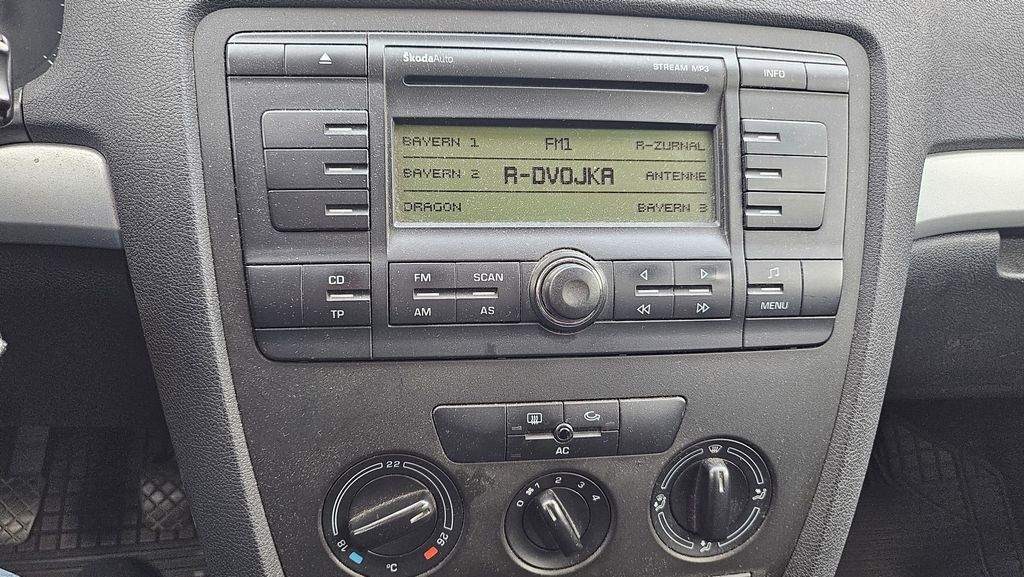 ŠkodaAuto
STREAM MP3
INFO
BAYERN 1 FM1 R-ZURNAL
BAYERN 2 R-DVOJKA ANTENNE
DRAGON BAYERN 3
CD
TP
FM
AM
SCAN
AS
MENU
AC
22
18
26
°C
0
1
2
3
4